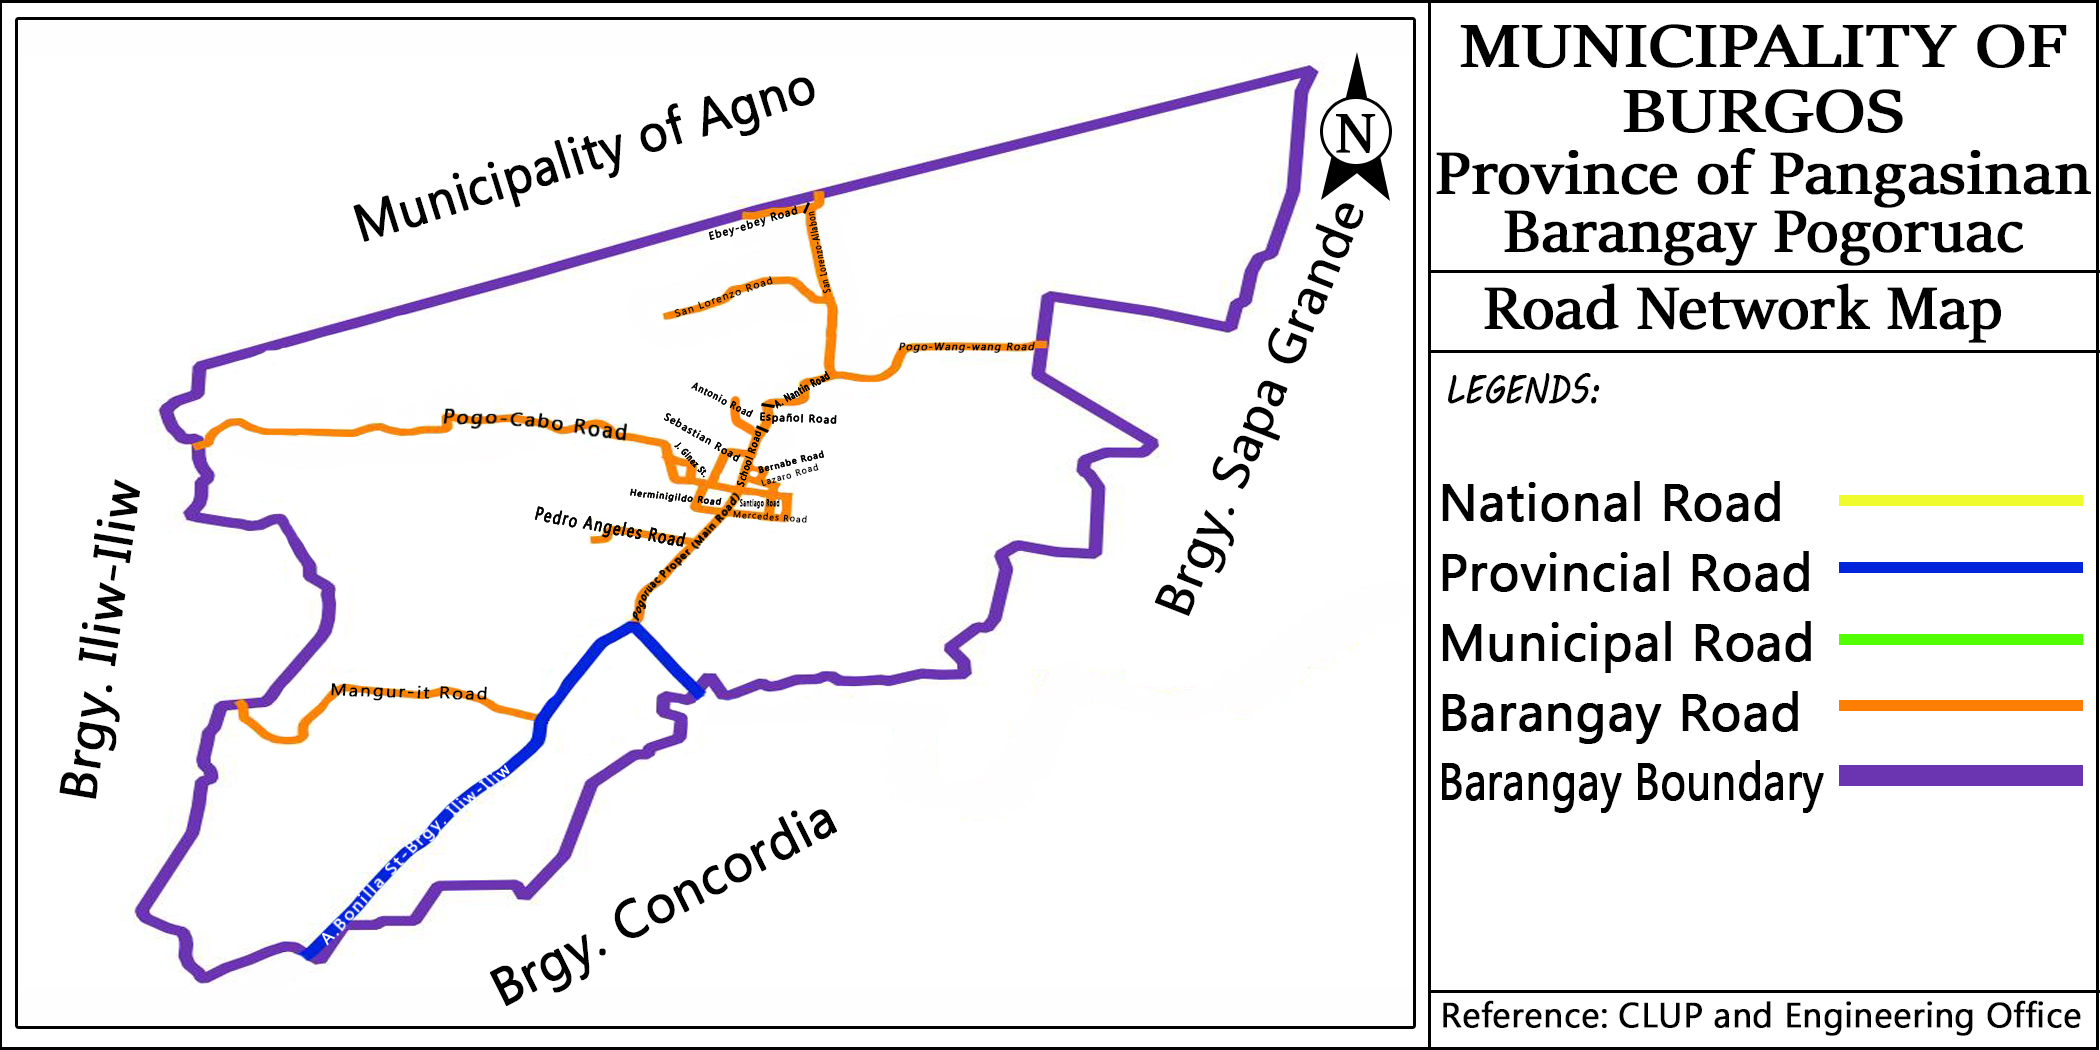 MUNICIPALITY OF
BURGOS
Province of Pangasinan
Barangay Pogoruac
Road Network Map
LEGENDS:
National Road
Provincial Road
Municipal Road
Barangay Road
Barangay Boundary
Reference: CLUP and Engineering Office
N
Municipality of Agno
Brgy. Sapa Grande
Brgy. Iliw-Iliw
Brgy. Concordia
Ebey-ebey Road
San Lorenzo-Aliabon
San Lorenzo Road
Pogo-Wang-wang Road
A. Nantin Road
Antonio Road
Español Road
Pogo-Cabo Road
Sebastian Road
School Road
J. Ginez St.
Bernabe Road
Lazaro Road
Herminigildo Road
Santiago Road
Mercedes Road
Pedro Angeles Road
Pogoruac Proper (Main Road)
Mangur-it Road
A.Bonilla St-Brgy. Iliw-Iliw